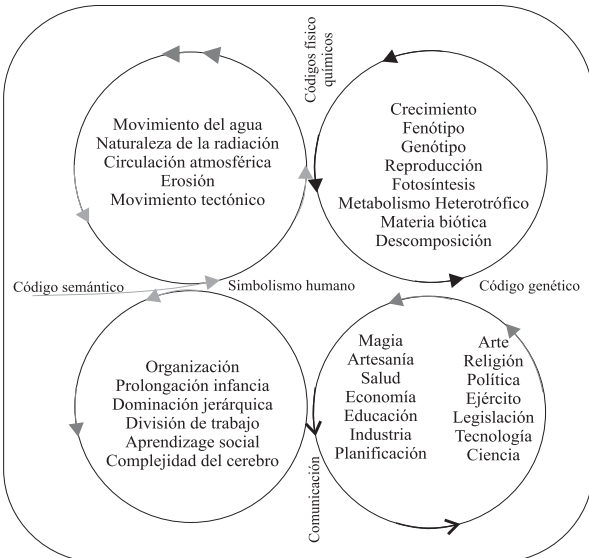 Códigos físico
químicos
Movimiento del agua
Naturaleza de la radiación
Circulación atmosférica
Erosión
Movimiento tectónico
Crecimiento
Fenótipo
Genótipo
Reproducción
Fotosíntesis
Metabolismo Heterotrófico
Materia biótica
Descomposición
Código semántico
Simbolismo humano
Código genético
Organización
Prolongación infancia
Dominación jerárquica
División de trabajo
Aprendizage social
Complejidad del cerebro
Magia
Artesanía
Salud
Economía
Educación
Industria
Planificación
Arte
Religión
Política
Ejército
Legislación
Tecnología
Ciencia
Comunicación